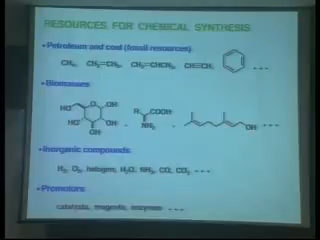 RESOURCES FOR CHEMICAL SYNTHESIS
•Petroleum and coal (fossil resources)
CH₄, CH₂=CH₂, CH₂=CHCH₃, CH≡CH, ---
•Biomasses
HO OH
HO OH
OH
R COOH
NH₂
OH ---
•Inorganic compounds
H₂, O₂, halogen, H₂O, NH₃, CO, CO₂ ---
•Promotors
catalysts, reagents, enzymes ---